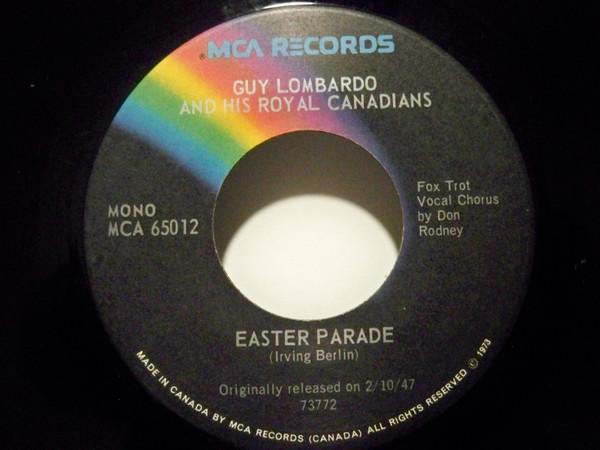 MCA RECORDS
GUY LOMBARDO
AND HIS ROYAL CANADIANS
MONO
MCA 65012
Fox Trot
Vocal Chorus
by Don
Rodney
EASTER PARADE
(Irving Berlin)
Originally released on 2/10/47
73772
MADE IN CANADA BY MCA RECORDS (CANADA) ALL RIGHTS RESERVED ℗ 1973